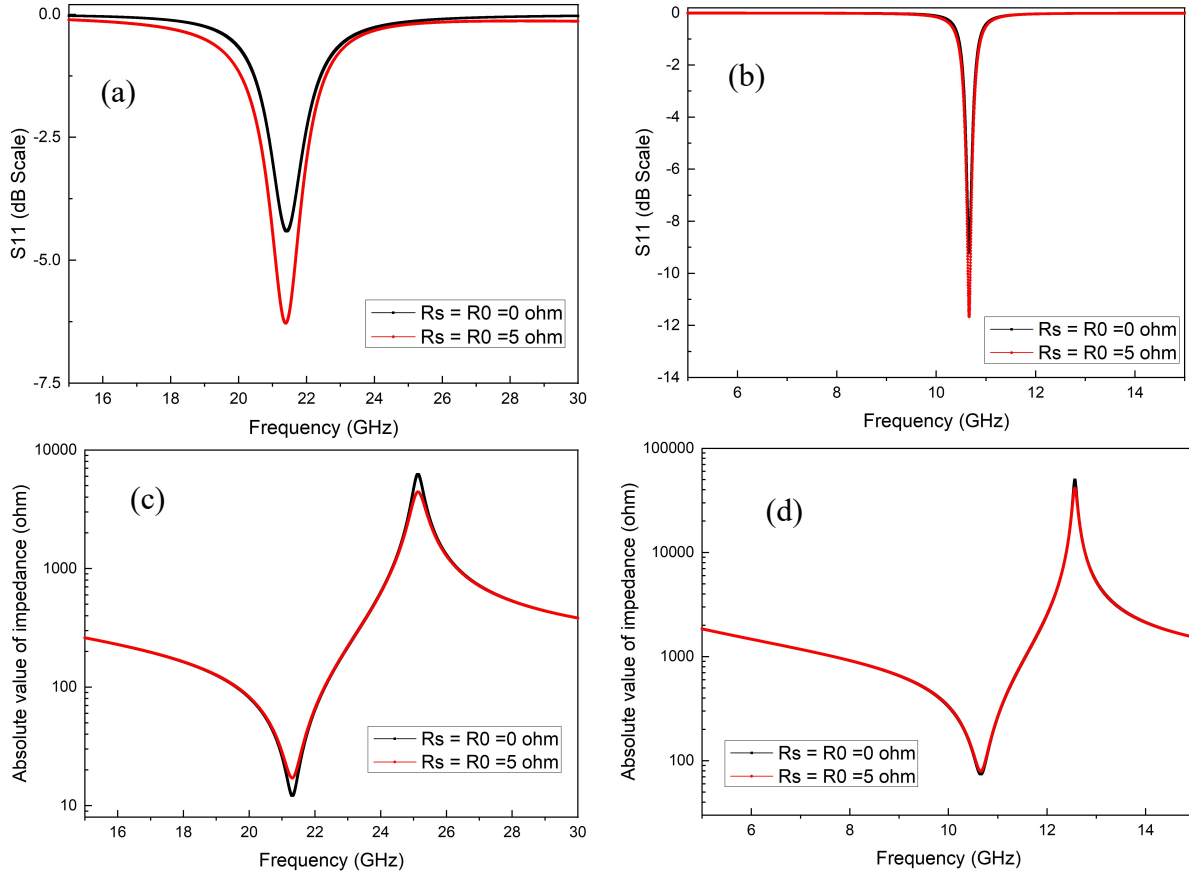 (a)
0.0
-2.5
-5.0
-7.5
S11 (dB Scale)
16 18 20 22 24 26 28 30
Frequency (GHz)
Rs = R0 =0 ohm
Rs = R0 =5 ohm
(b)
0
-2
-4
-6
-8
-10
-12
-14
S11 (dB Scale)
6 8 10 12 14
Frequency (GHz)
Rs = R0 =0 ohm
Rs = R0 =5 ohm
(c)
10000
1000
100
10
Absolute value of impedance (ohm)
16 18 20 22 24 26 28 30
Frequency (GHz)
Rs = R0 =0 ohm
Rs = R0 =5 ohm
(d)
100000
10000
1000
100
Absolute value of impedance (ohm)
6 8 10 12 14
Frequency (GHz)
Rs = R0 =0 ohm
Rs = R0 =5 ohm